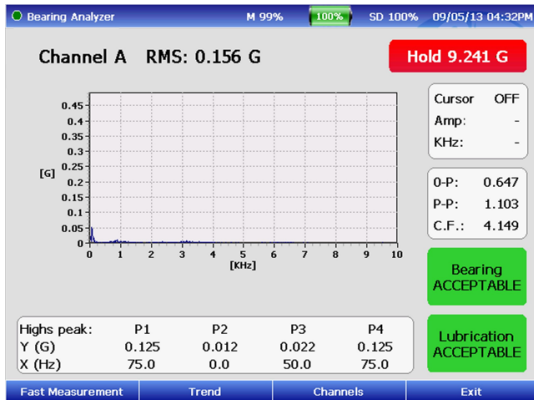 Bearing Analyzer M 99% 100% SD 100% 09/05/13 04:32PM
Channel A RMS: 0.156 G
Hold 9.241 G
0.45
0.4
0.35
0.3
0.25
0.2
0.15
0.1
0.05
0
[G]
0 1 2 3 4 5 6 7 8 9 10
[KHz]
Cursor OFF
Amp: -
KHz: -
0-P: 0.647
P-P: 1.103
C.F.: 4.149
Bearing
ACCEPTABLE
Lubrication
ACCEPTABLE
Highs peak: P1 P2 P3 P4
Y (G) 0.125 0.012 0.022 0.125
X (Hz) 75.0 0.0 50.0 75.0
Fast Measurement Trend Channels Exit